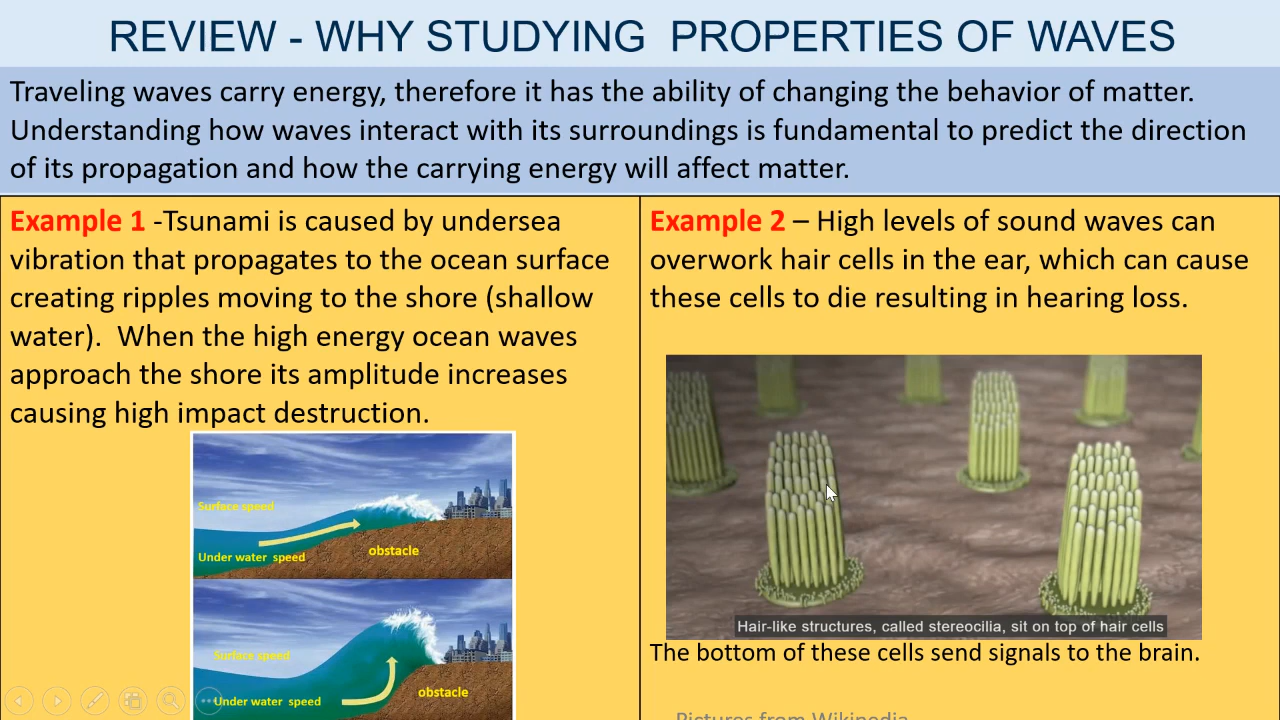 REVIEW - WHY STUDYING  PROPERTIES OF WAVES
Traveling waves carry energy, therefore it has the ability of changing the behavior of matter.
Understanding how waves interact with its surroundings is fundamental to predict the direction
of its propagation and how the carrying energy will affect matter.
Example 1 -Tsunami is caused by undersea
vibration that propagates to the ocean surface
creating ripples moving to the shore (shallow
water).  When the high energy ocean waves
approach the shore its amplitude increases
causing high impact destruction.
Surface speed
Under water  speed
obstacle
Surface speed
Under water  speed
obstacle
Example 2 – High levels of sound waves can
overwork hair cells in the ear, which can cause
these cells to die resulting in hearing loss.
Hair-like structures, called stereocilia, sit on top of hair cells
The bottom of these cells send signals to the brain.
Pictures from Wikipedia